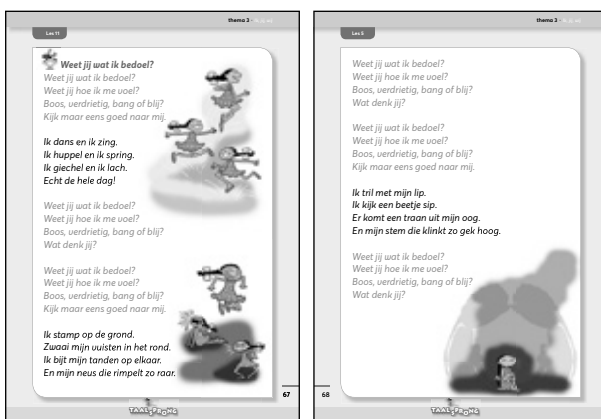 thema 3
Les 11
Weet jij wat ik bedoel?
Weet jij wat ik bedoel?
Weet jij hoe ik me voel?
Boos, verdrietig, bang of blij?
Kijk maar eens goed naar mij.
Ik dans en ik zing.
Ik huppel en ik spring.
Ik giechel en ik lach.
Echt de hele dag!
Weet jij wat ik bedoel?
Weet jij hoe ik me voel?
Boos, verdrietig, bang of blij?
Wat denk jij?
Weet jij wat ik bedoel?
Weet jij hoe ik me voel?
Boos, verdrietig, bang of blij?
Kijk maar eens goed naar mij.
Ik stamp op de grond.
Zwaai mijn vuisten in het rond.
Ik bijt mijn tanden op elkaar.
En mijn neus die rimpelt zo raar.
67
TAALSPRONG
thema 3
Les 5
Weet jij wat ik bedoel?
Weet jij hoe ik me voel?
Boos, verdrietig, bang of blij?
Wat denk jij?
Weet jij wat ik bedoel?
Weet jij hoe ik me voel?
Boos, verdrietig, bang of blij?
Kijk maar eens goed naar mij.
Ik tril met mijn lip.
Ik kijk een beetje sip.
Er komt een traan uit mijn oog.
En mijn stem die klinkt zo gek hoog.
Weet jij wat ik bedoel?
Weet jij hoe ik me voel?
Boos, verdrietig, bang of blij?
Wat denk jij?
68
TAALSPRONG